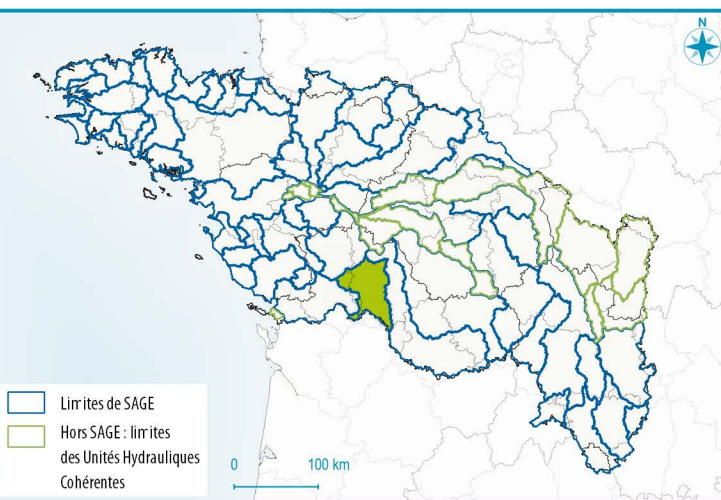 N
Limites de SAGE
Hors SAGE : limites
des Unités Hydrauliques
Cohérentes
0 100 km